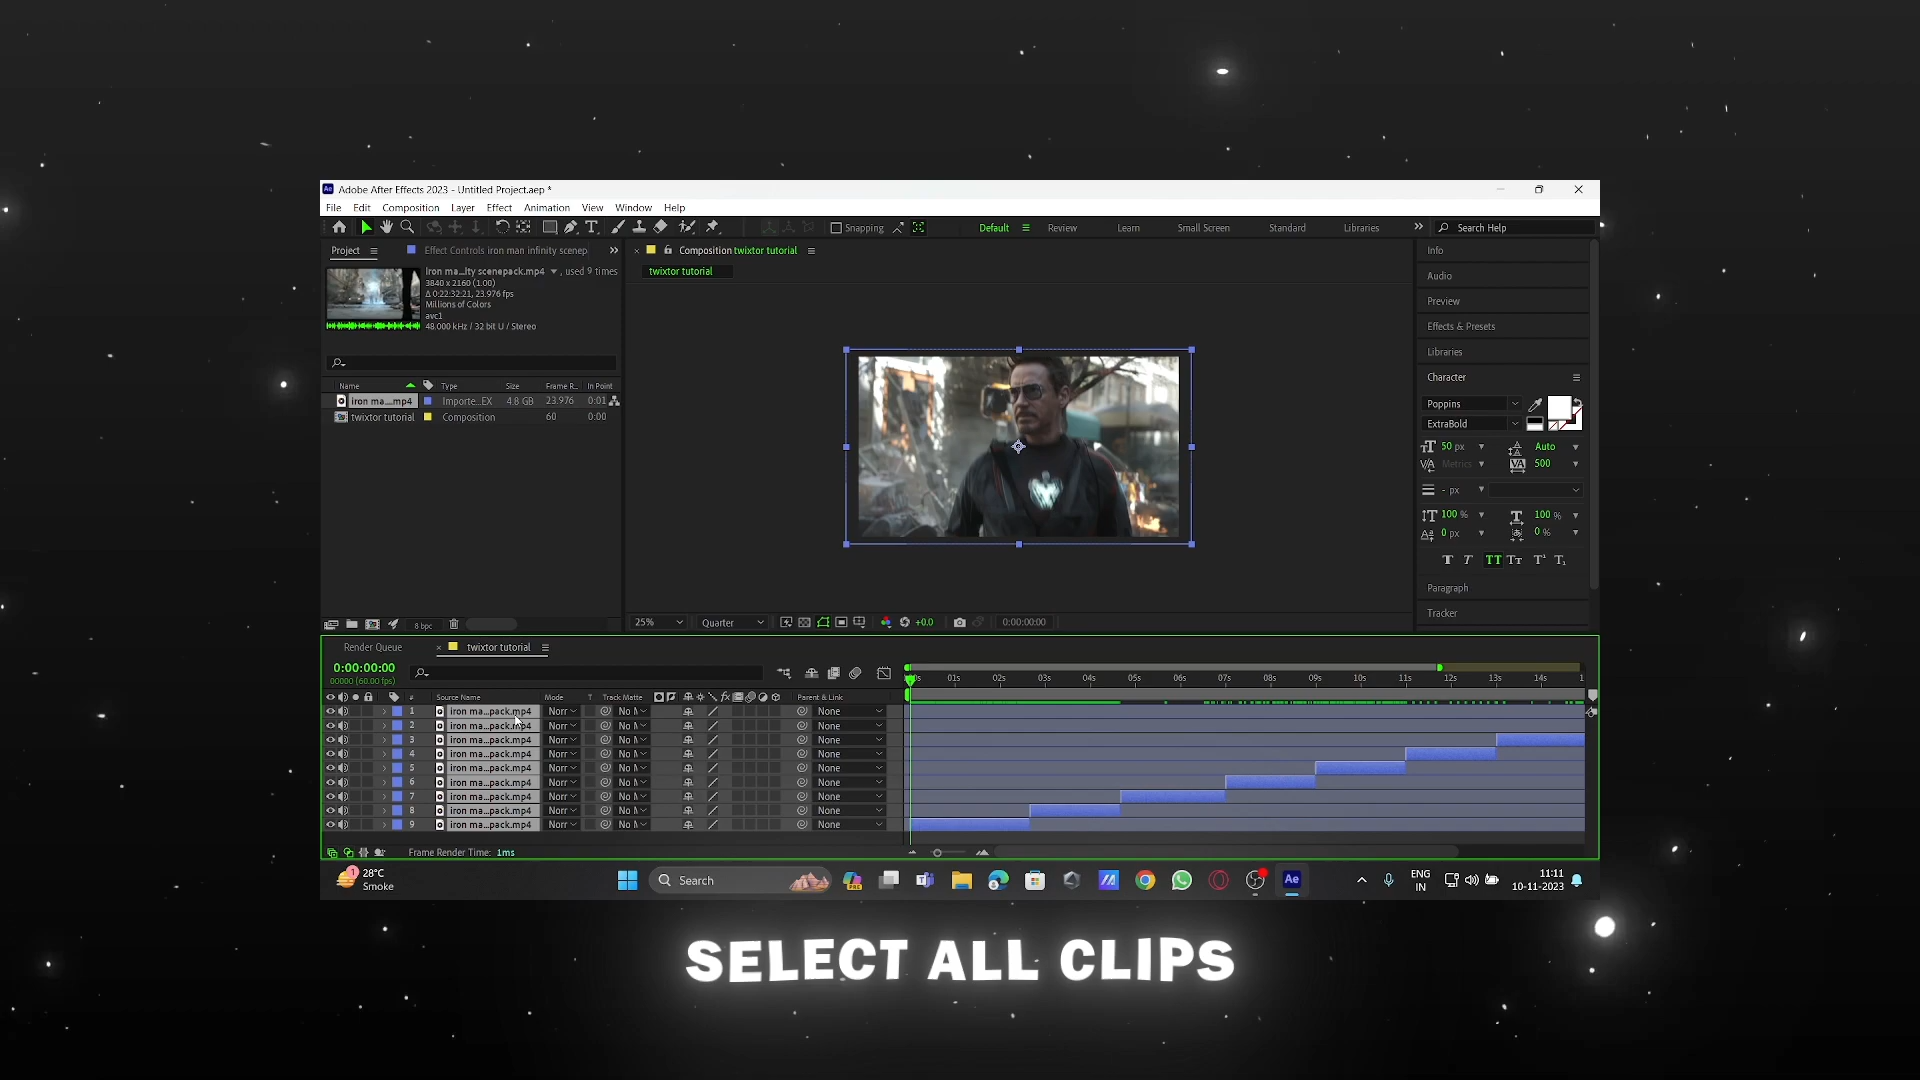 Adobe After Effects 2023 - Untitled Project.aep *
File Edit Composition Layer Effect Animation View Window Help
Snapping Default Review Learn Small Screen Standard Libraries Search Help
Project Effect Controls iron man infinity scenep
Composition twixtor tutorial
twixtor tutorial
Iron ma...ity scenepack.mp4 , used 9 times
3840 x 2160 (1.00)
Δ 0:22:32:21, 23.976 fps
Millions of Colors
avc1
48.000 kHz / 32 bit U / Stereo
Name Type Size Frame R... In Point
iron ma....mp4 Importe...EX 4.8 GB 23.976 0:01
twixtor tutorial Composition 60 0:00
8 bpc
25% Quarter +0.0 0:00:00:00
Info
Audio
Preview
Effects & Presets
Libraries
Character
Poppins
ExtraBold
50 px Auto
Metrics 500
- px
100 % 100 %
0 px 0 %
Paragraph
Tracker
Render Queue twixtor tutorial
0:00:00:00
00000 (60.00 fps)
01s 02s 03s 04s 05s 06s 07s 08s 09s 10s 11s 12s 13s 14s 1
# Source Name Mode T Track Matte Parent & Link
1 iron ma...pack.mp4 Norr No M None
2 iron ma...pack.mp4 Norr No M None
3 iron ma...pack.mp4 Norr No M None
4 iron ma...pack.mp4 Norr No M None
5 iron ma...pack.mp4 Norr No M None
6 iron ma...pack.mp4 Norr No M None
7 iron ma...pack.mp4 Norr No M None
8 iron ma...pack.mp4 Norr No M None
9 iron ma...pack.mp4 Norr No M None
Frame Render Time: 1ms
28°C
Smoke
Search
ENG
IN
11:11
10-11-2023
SELECT ALL CLIPS